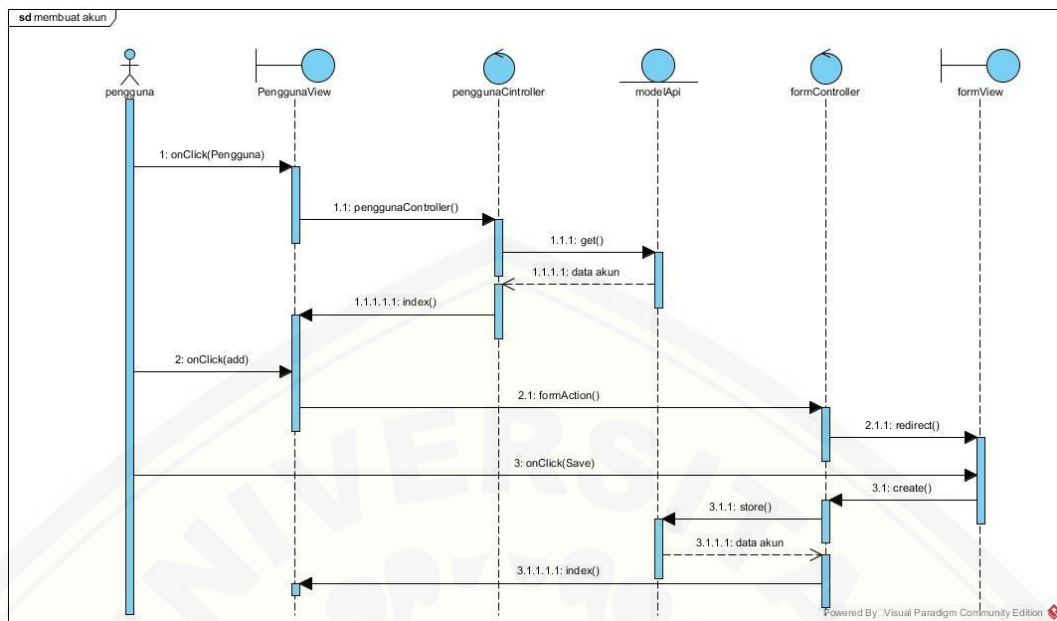 sd membuat akun
pengguna
PenggunaView
penggunaCintroller
modelApi
formController
formView
1: onClick(Pengguna)
1.1: penggunaController()
1.1.1: get()
1.1.1.1: data akun
1.1.1.1.1: index()
2: onClick(add)
2.1: formAction()
2.1.1: redirect()
3: onClick(Save)
3.1: create()
3.1.1: store()
3.1.1.1: data akun
3.1.1.1.1: index()
Powered By Visual Paradigm Community Edition
NIVERSITA